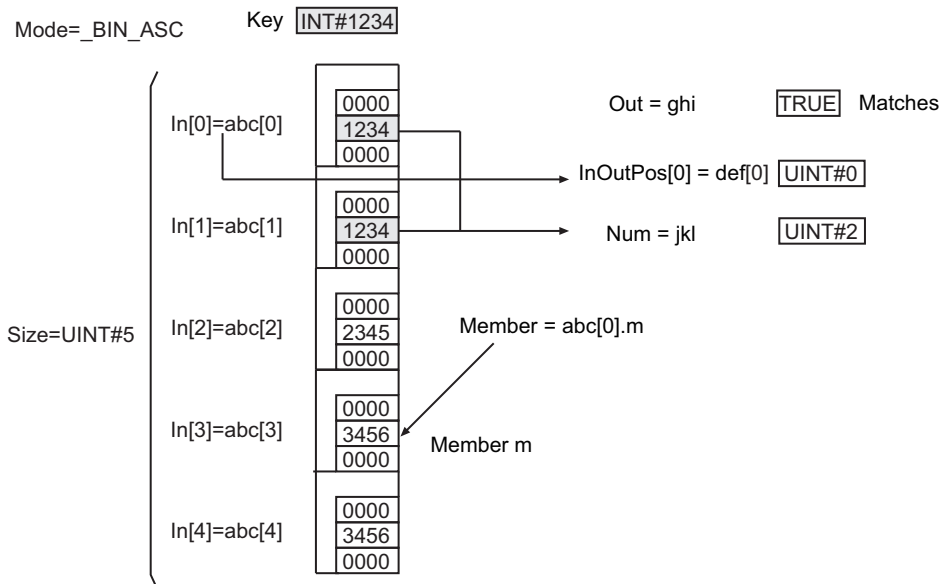 Mode=_BIN_ASC
Key INT#1234
In[0]=abc[0]
0000
1234
0000
Out = ghi TRUE Matches
InOutPos[0] = def[0] UINT#0
In[1]=abc[1]
0000
1234
0000
Num = jkl UINT#2
Size=UINT#5
In[2]=abc[2]
0000
2345
0000
Member = abc[0].m
In[3]=abc[3]
0000
3456
0000
Member m
In[4]=abc[4]
0000
3456
0000